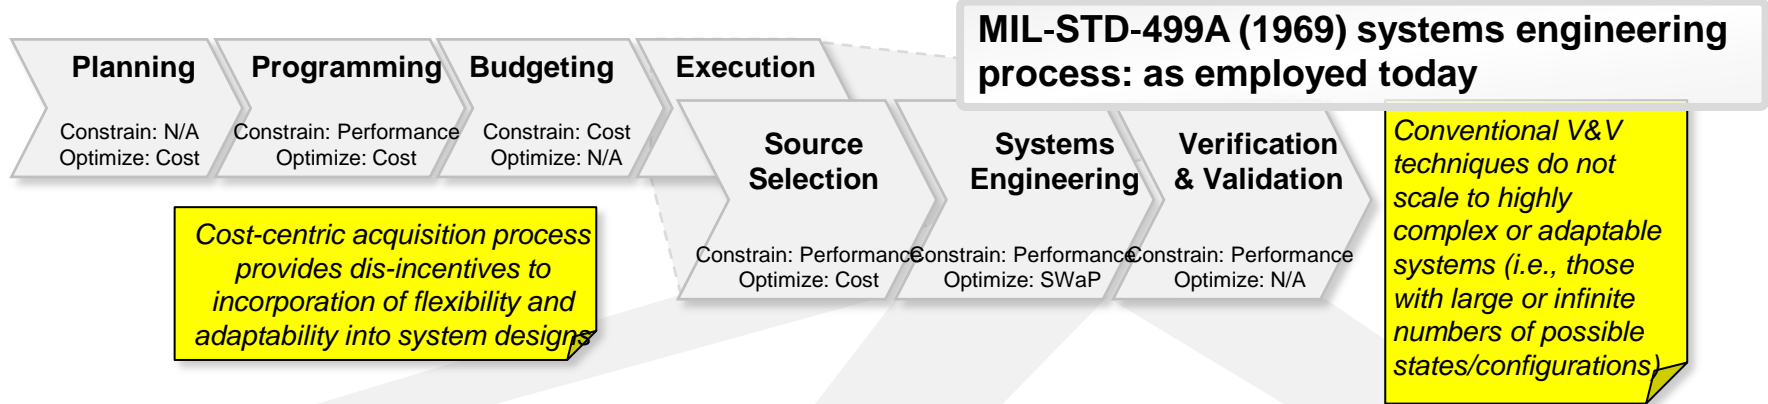 MIL-STD-499A (1969) systems engineering
process: as employed today
Planning
Constrain: N/A
Optimize: Cost
Programming
Constrain: Performance
Optimize: Cost
Budgeting
Constrain: Cost
Optimize: N/A
Execution
Source
Selection
Constrain: Performance
Optimize: Cost
Systems
Engineering
Constrain: Performance
Optimize: SWaP
Verification
& Validation
Constrain: Performance
Optimize: N/A
Cost-centric acquisition process
provides dis-incentives to
incorporation of flexibility and
adaptability into system designs
Conventional V&V
techniques do not
scale to highly
complex or adaptable
systems (i.e., those
with large or infinite
numbers of possible
states/configurations)